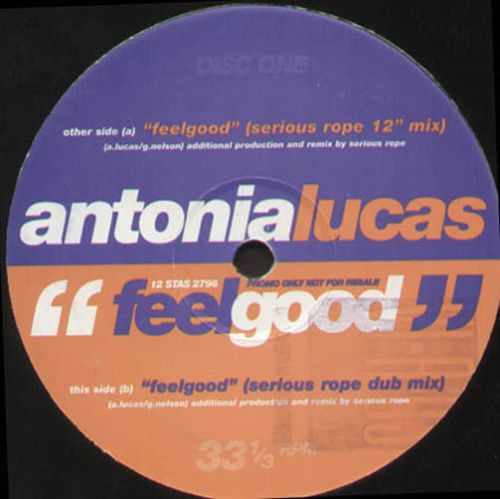 DISC ONE
other side (a) "feelgood" (serious rope 12" mix)
(a.lucas/g.nelson) additional production and remix by serious rope
antonialucas
12 STAS 2796 PROMO ONLY NOT FOR RESALE
"feelgood"
this side (b) "feelgood" (serious rope dub mix)
(a.lucas/g.nelson) additional production and remix by serious rope
33 1/3 RPM